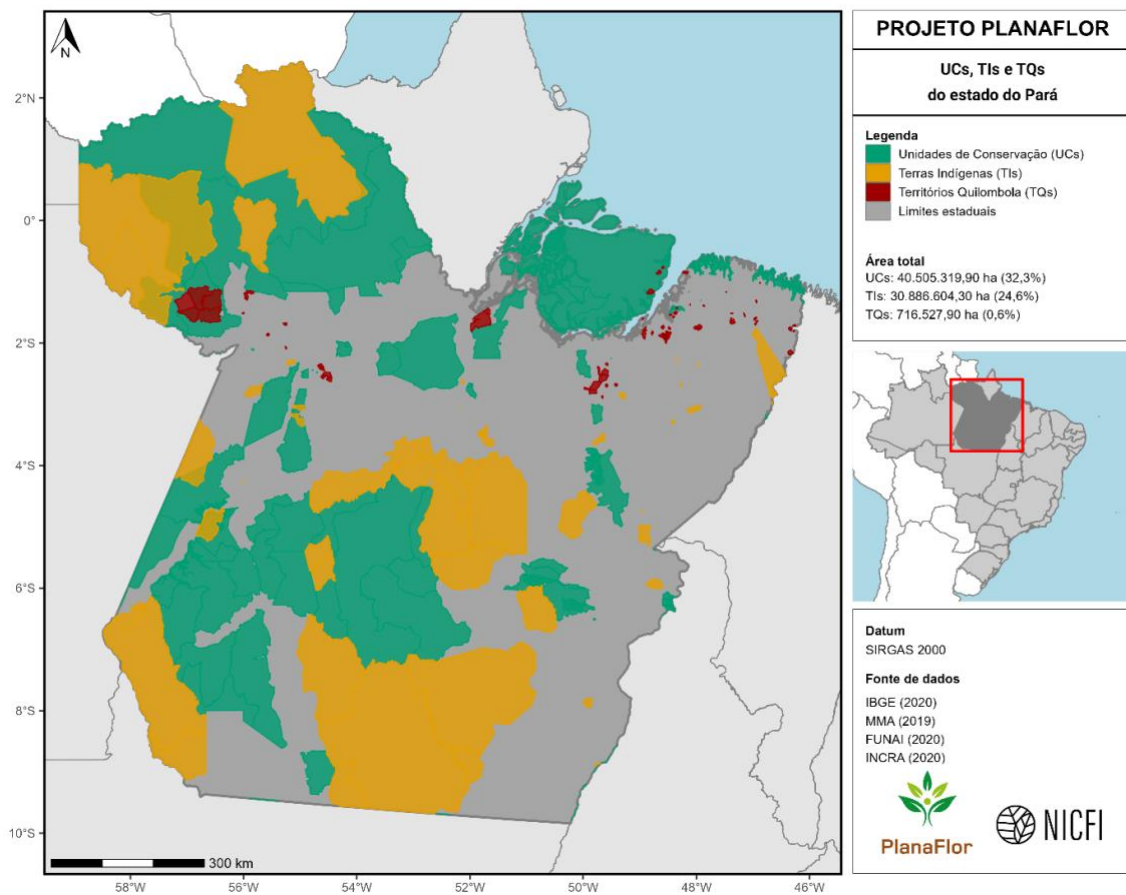 PROJETO PLANAFLOR
UCs, TIs e TQs
do estado do Pará
Legenda
Unidades de Conservação (UCs)
Terras Indígenas (TIs)
Territórios Quilombola (TQs)
Limites estaduais
Área total
UCs: 40.505.319,90 ha (32,3%)
TIs: 30.886.604,30 ha (24,6%)
TQs: 716.527,90 ha (0,6%)
Datum
SIRGAS 2000
Fonte de dados
IBGE (2020)
MMA (2019)
FUNAI (2020)
INCRA (2020)
PlanaFlor
NICFI
N
2°N
0°
2°S
4°S
6°S
8°S
10°S
300 km
58°W
56°W
54°W
52°W
50°W
48°W
46°W